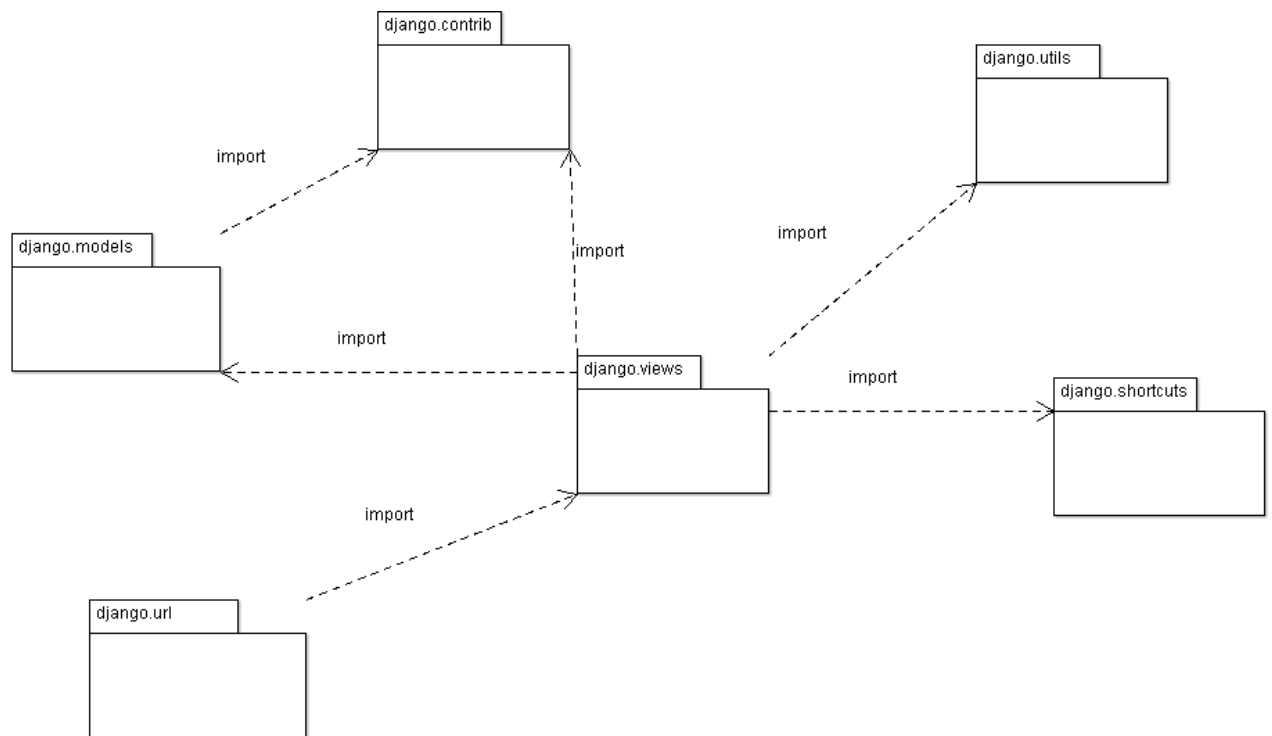 django.contrib
django.utils
import
import
import
django.models
import
django.views
import
django.shortcuts
import
django.url